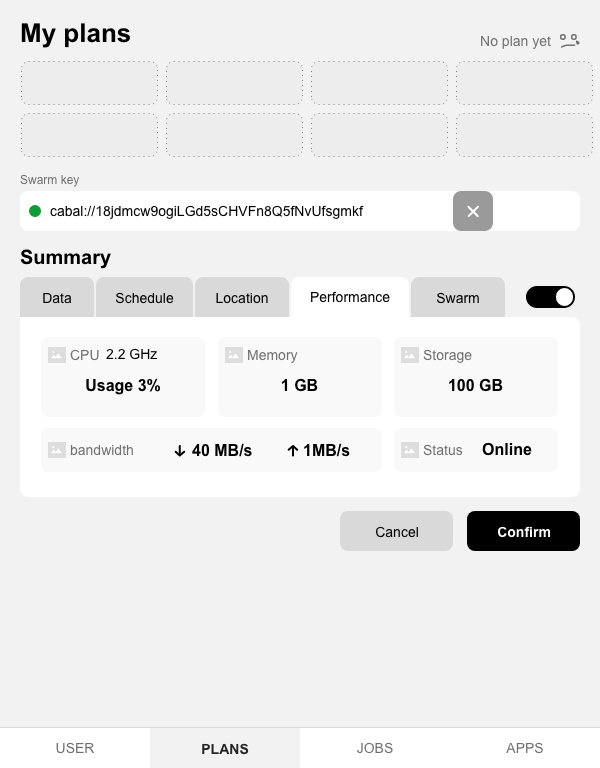 My plans
No plan yet
Swarm key
cabal://18jdmcw9ogiLGd5sCHVFn8Q5fNvUfsgmkf
Summary
Data Schedule Location Performance Swarm
CPU 2.2 GHz Memory Storage
Usage 3% 1 GB 100 GB
bandwidth ↓ 40 MB/s ↑ 1MB/s Status Online
Cancel Confirm
USER PLANS JOBS APPS